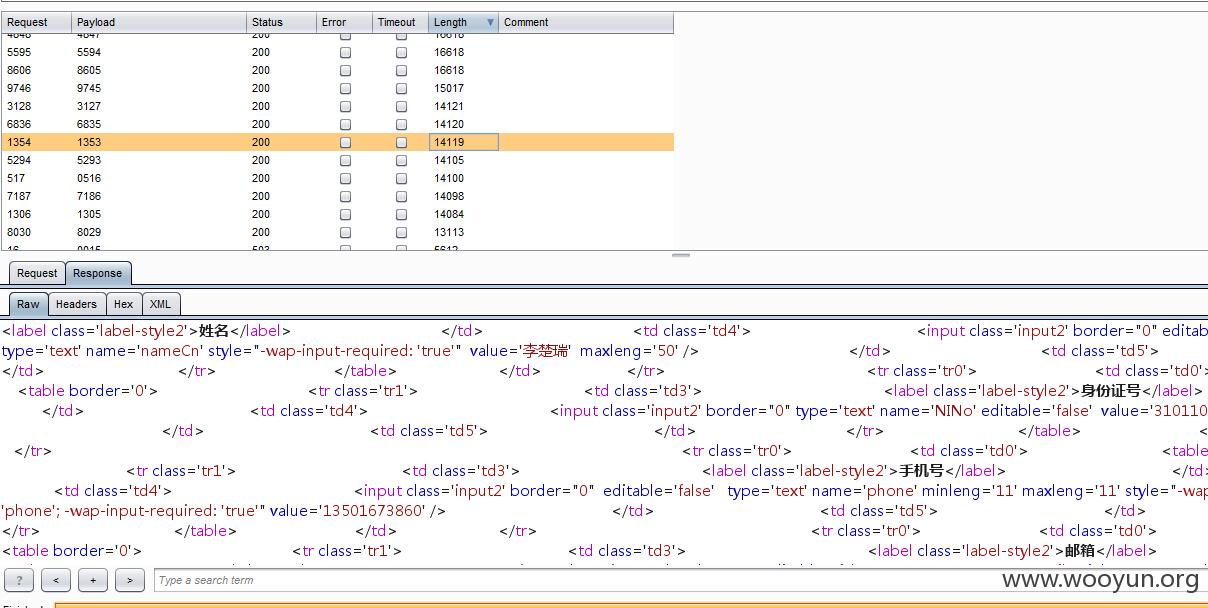 Request Payload Status Error Timeout Length Comment
4848 4847 200 16618
5595 5594 200 16618
8606 8605 200 16618
9746 9745 200 15017
3128 3127 200 14121
6836 6835 200 14120
1354 1353 200 14119
5294 5293 200 14105
517 0516 200 14100
7187 7186 200 14098
1306 1305 200 14084
8030 8029 200 13113
16 0015 503 5612
Request Response
Raw Headers Hex XML
<label class='label-style2'>姓名</label> </td> <td class='td4'> <input class='input2' border="0" editab
type='text' name='nameCn' style="-wap-input-required: 'true'" value='李楚瑞' maxleng='50' /> </td> <td class='td5'>
</td> </tr> </table> </td> </tr> <tr class='tr0'> <td class='td0'>
<table border='0'> <tr class='tr1'> <td class='td3'> <label class='label-style2'>身份证号</label>
</td> <td class='td4'> <input class='input2' border="0" type='text' name='NINo' editable='false' value='310110
</td> <td class='td5'> </td> </tr> </table> <
</tr> <tr class='tr0'> <td class='td0'> <table
<tr class='tr1'> <td class='td3'> <label class='label-style2'>手机号</label> </td>
<td class='td4'> <input class='input2' border="0" editable='false' type='text' name='phone' minleng='11' maxleng='11' style="-wap
'phone'; -wap-input-required: 'true'" value='13501673860' /> </td> <td class='td5'> </td>
</tr> </table> </td> </tr> <tr class='tr0'> <td class='td0'>
<table border='0'> <tr class='tr1'> <td class='td3'> <label class='label-style2'>邮箱</label>
? < + > Type a search term
www.wooyun.org